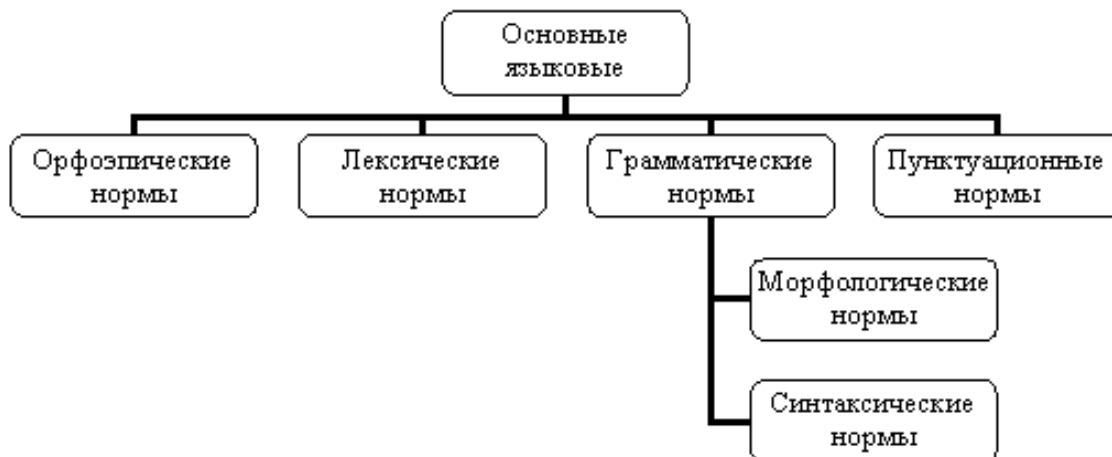 Основные
языковые
Орфоэпические
нормы
Лексические
нормы
Грамматические
нормы
Пунктуационные
нормы
Морфологические
нормы
Синтаксические
нормы